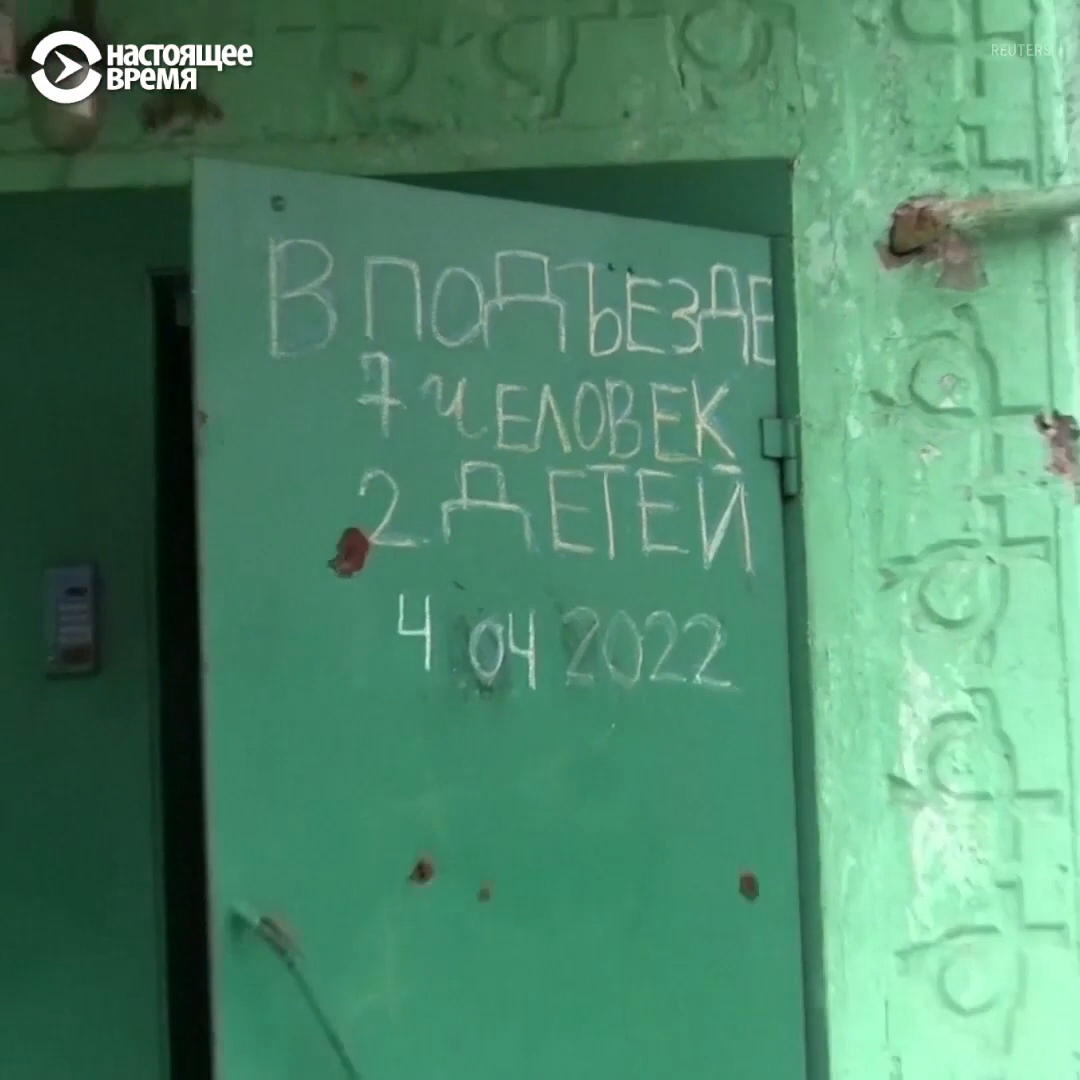 НАСТОЯЩЕЕ
ВРЕМЯ
REUTERS
В ПОДЪЕЗДЕ
7 чЕЛОВЕК
2 ДЕТЕЙ
4 04 2022